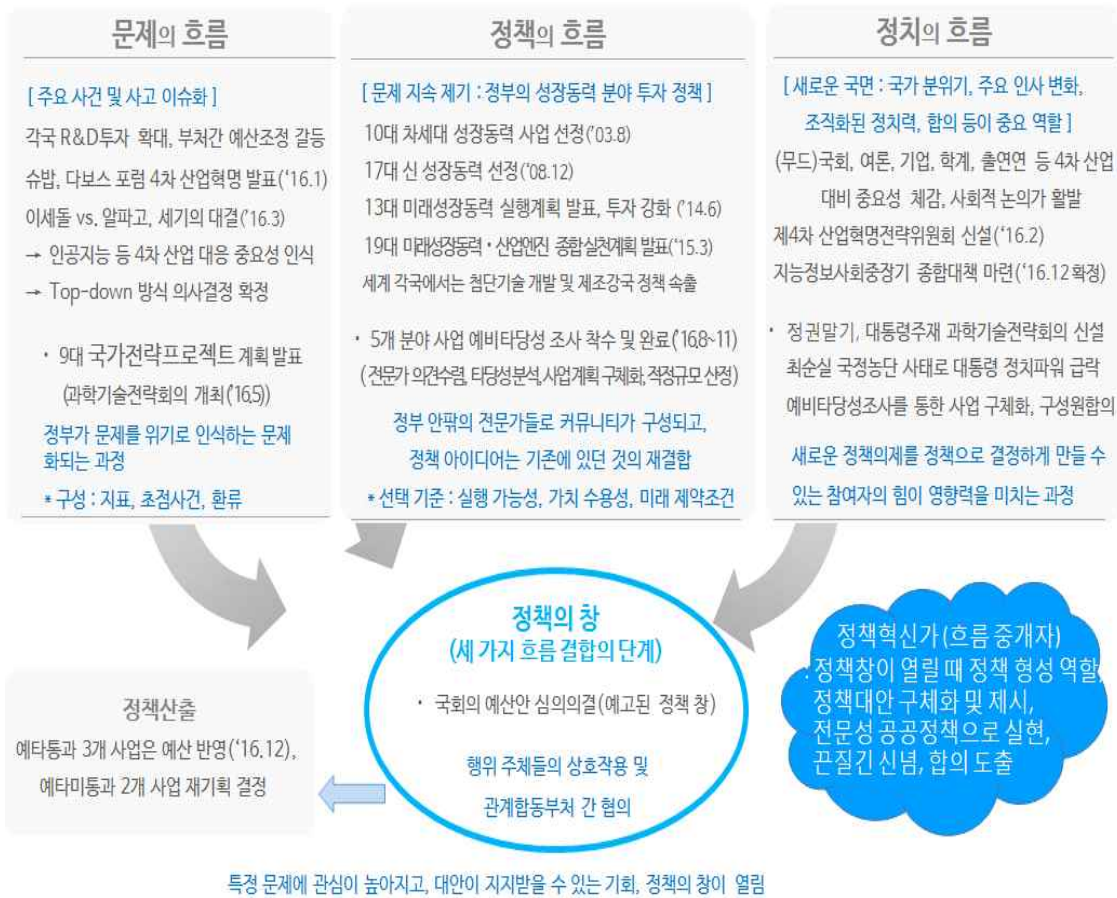 문제의 흐름
[ 주요 사건 및 사고 이슈화 ]
각국 R&D투자 확대, 부처간 예산조정 갈등
슈밥, 다보스 포럼 4차 산업혁명 발표(‘16.1)
이세돌 vs. 알파고, 세기의 대결(’16.3)
→ 인공지능 등 4차 산업 대응 중요성 인식
→ Top-down 방식 의사결정 확정
· 9대 국가전략프로젝트 계획 발표
(과학기술전략회의 개최(’16.5))
정부가 문제를 위기로 인식하는 문제
화되는 과정
* 구성 : 지표, 초점사건, 환류
정책의 흐름
[ 문제 지속 제기 : 정부의 성장동력 분야 투자 정책 ]
10대 차세대 성장동력 사업 선정(’03.8)
17대 신 성장동력 선정(’08.12)
13대 미래성장동력 실행계획 발표, 투자 강화 (’14.6)
19대 미래성장동력·산업엔진 종합실천계획 발표(’15.3)
세계 각국에서는 첨단기술 개발 및 제조강국 정책 속출
· 5개 분야 사업 예비타당성 조사 착수 및 완료(’16.8~11)
(전문가 의견수렴, 타당성분석,사업계획 구체화,적정규모 산정)
정부 안팎의 전문가들로 커뮤니티가 구성되고,
정책 아이디어는 기존에 있던 것의 재결합
* 선택 기준 : 실행 가능성, 가치 수용성, 미래 제약조건
정치의 흐름
[ 새로운 국면 : 국가 분위기, 주요 인사 변화,
조직화된 정치력, 합의 등이 중요 역할 ]
(무드)국회, 여론, 기업, 학계, 출연연 등 4차 산업
대비 중요성 체감, 사회적 논의가 활발
제4차 산업혁명전략위원회 신설(‘16.2)
지능정보사회중장기 종합대책 마련(‘16.12 확정)
· 정권말기, 대통령주재 과학기술전략회의 신설
최순실 국정농단 사태로 대통령 정치파워 급락
예비타당성조사를 통한 사업 구체화, 구성원합의
새로운 정책의제를 정책으로 결정하게 만들 수
있는 참여자의 힘이 영향력을 미치는 과정
정책의 창
(세 가지 흐름 결합의 단계)
· 국회의 예산안 심의의결(예고된 정책 창)
행위 주체들의 상호작용 및
관계합동부처 간 협의
정책혁신가 (흐름 중개자)
: 정책창이 열릴 때 정책 형성 역할,
정책대안 구체화 및 제시,
전문성 공공정책으로 실현,
끈질긴 신념, 합의 도출
정책산출
예타통과 3개 사업은 예산 반영(‘16.12),
예타미통과 2개 사업 재기획 결정
특정 문제에 관심이 높아지고, 대안이 지지받을 수 있는 기회, 정책의 창이 열림